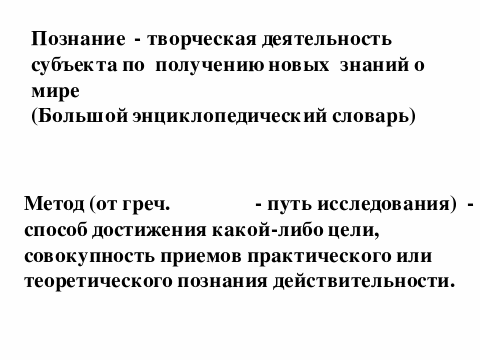 Познание - творческая деятельность
субъекта по получению новых знаний о
мире
(Большой энциклопедический словарь)
Метод (от греч. - путь исследования) -
способ достижения какой-либо цели,
совокупность приемов практического или
теоретического познания действительности.